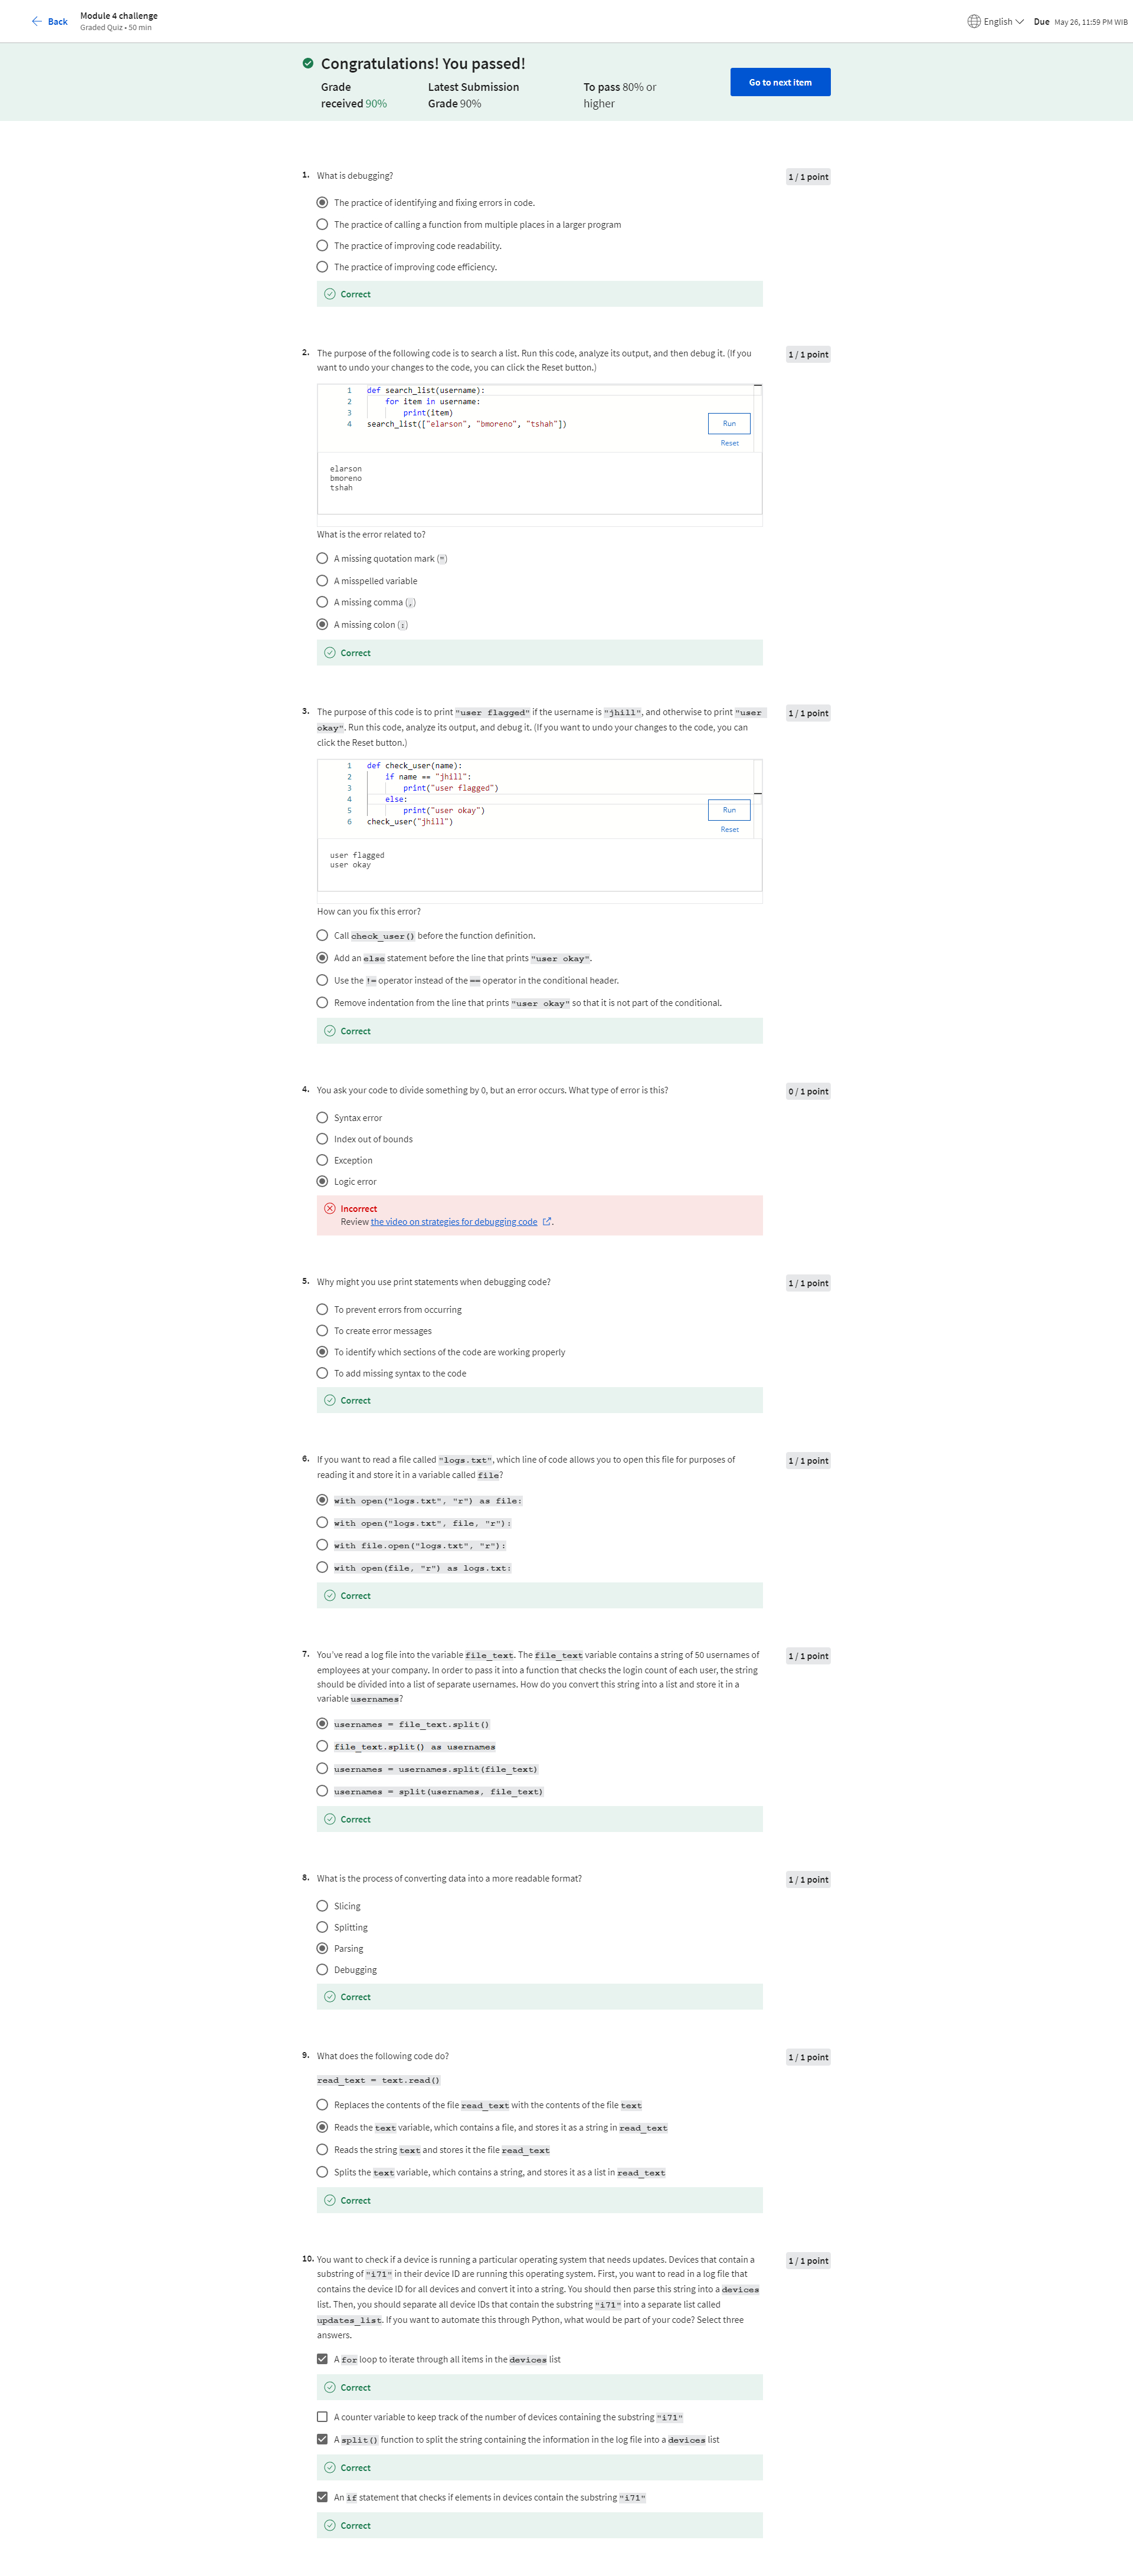 Back
Module 4 challenge
Graded Quiz • 50 min
English
Due May 26, 11:59 PM WIB
Congratulations! You passed!
Grade received 90%
Latest Submission Grade 90%
To pass 80% or higher
Go to next item
1. What is debugging?
1 / 1 point
The practice of identifying and fixing errors in code.
The practice of calling a function from multiple places in a larger program
The practice of improving code readability.
The practice of improving code efficiency.
Correct
2. The purpose of the following code is to search a list. Run this code, analyze its output, and then debug it. (If you
want to undo your changes to the code, you can click the Reset button.)
1 / 1 point
1 def search_list(username):
2 for item in username:
3 print(item)
4 search_list(["elarson", "bmoreno", "tshah"])
Run
Reset
elarson
bmoreno
tshah
What is the error related to?
A missing quotation mark (")
A misspelled variable
A missing comma (,)
A missing colon (:)
Correct
3. The purpose of this code is to print "user flagged" if the username is "jhill", and otherwise to print "user
okay". Run this code, analyze its output, and debug it. (If you want to undo your changes to the code, you can
click the Reset button.)
1 / 1 point
1 def check_user(name):
2 if name == "jhill":
3 print("user flagged")
4 else:
5 print("user okay")
6 check_user("jhill")
Run
Reset
user flagged
user okay
How can you fix this error?
Call check_user() before the function definition.
Add an else statement before the line that prints "user okay".
Use the != operator instead of the == operator in the conditional header.
Remove indentation from the line that prints "user okay" so that it is not part of the conditional.
Correct
4. You ask your code to divide something by 0, but an error occurs. What type of error is this?
0 / 1 point
Syntax error
Index out of bounds
Exception
Logic error
Incorrect
Review the video on strategies for debugging code.
5. Why might you use print statements when debugging code?
1 / 1 point
To prevent errors from occurring
To create error messages
To identify which sections of the code are working properly
To add missing syntax to the code
Correct
6. If you want to read a file called "logs.txt", which line of code allows you to open this file for purposes of
reading it and store it in a variable called file?
1 / 1 point
with open("logs.txt", "r") as file:
with open("logs.txt", file, "r"):
with file.open("logs.txt", "r"):
with open(file, "r") as logs.txt:
Correct
7. You've read a log file into the variable file_text. The file_text variable contains a string of 50 usernames of
employees at your company. In order to pass it into a function that checks the login count of each user, the string
should be divided into a list of separate usernames. How do you convert this string into a list and store it in a
variable usernames?
1 / 1 point
usernames = file_text.split()
file_text.split() as usernames
usernames = usernames.split(file_text)
usernames = split(usernames, file_text)
Correct
8. What is the process of converting data into a more readable format?
1 / 1 point
Slicing
Splitting
Parsing
Debugging
Correct
9. What does the following code do?
1 / 1 point
read_text = text.read()
Replaces the contents of the file read_text with the contents of the file text
Reads the text variable, which contains a file, and stores it as a string in read_text
Reads the string text and stores it the file read_text
Splits the text variable, which contains a string, and stores it as a list in read_text
Correct
10. You want to check if a device is running a particular operating system that needs updates. Devices that contain a
substring of "i71" in their device ID are running this operating system. First, you want to read in a log file that
contains the device ID for all devices and convert it into a string. You should then parse this string into a devices
list. Then, you should separate all device IDs that contain the substring "i71" into a separate list called
updates_list. If you want to automate this through Python, what would be part of your code? Select three
answers.
1 / 1 point
A for loop to iterate through all items in the devices list
Correct
A counter variable to keep track of the number of devices containing the substring "i71"
A split() function to split the string containing the information in the log file into a devices list
Correct
An if statement that checks if elements in devices contain the substring "i71"
Correct